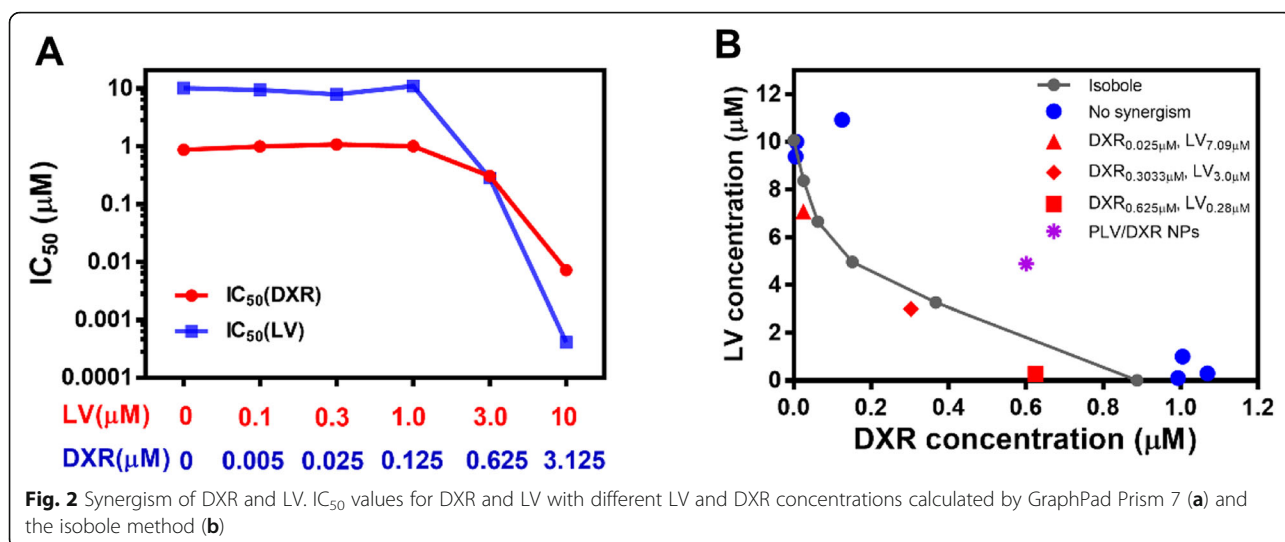 A
IC50 (μM)
10
1
0.1
0.01
0.001
0.0001
IC50(DXR)
IC50(LV)
LV(μM) 0 0.1 0.3 1.0 3.0 10
DXR(μM) 0 0.005 0.025 0.125 0.625 3.125
B
LV concentration (μM)
12
10
8
6
4
2
0
Isobole
No synergism
DXR0.025μM, LV7.09μM
DXR0.3033μM, LV3.0μM
DXR0.625μM, LV0.28μM
PLV/DXR NPs
0.0 0.2 0.4 0.6 0.8 1.0 1.2
DXR concentration (μM)
Fig. 2 Synergism of DXR and LV. IC50 values for DXR and LV with different LV and DXR concentrations calculated by GraphPad Prism 7 (a) and
the isobole method (b)